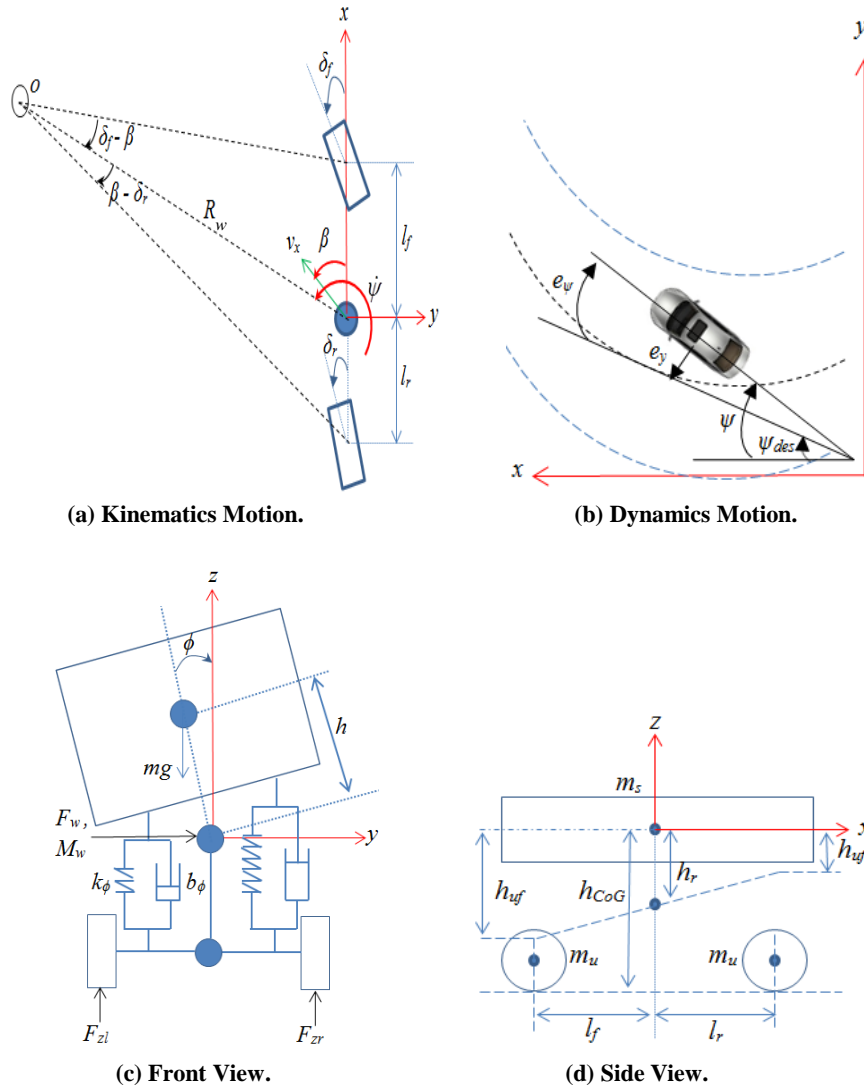 x
δf
O
δf - β
β - δr
Rw
lf
vx
β
ψ̇
y
δr
lr
(a) Kinematics Motion.
y
eψ
ey
ψ
ψdes
x
(b) Dynamics Motion.
z
ϕ
h
mg
Fw,
Mw
y
kϕ
bϕ
Fzl
Fzr
(c) Front View.
z
ms
x
huf
hr
huf
hCoG
mu
mu
lf
lr
(d) Side View.